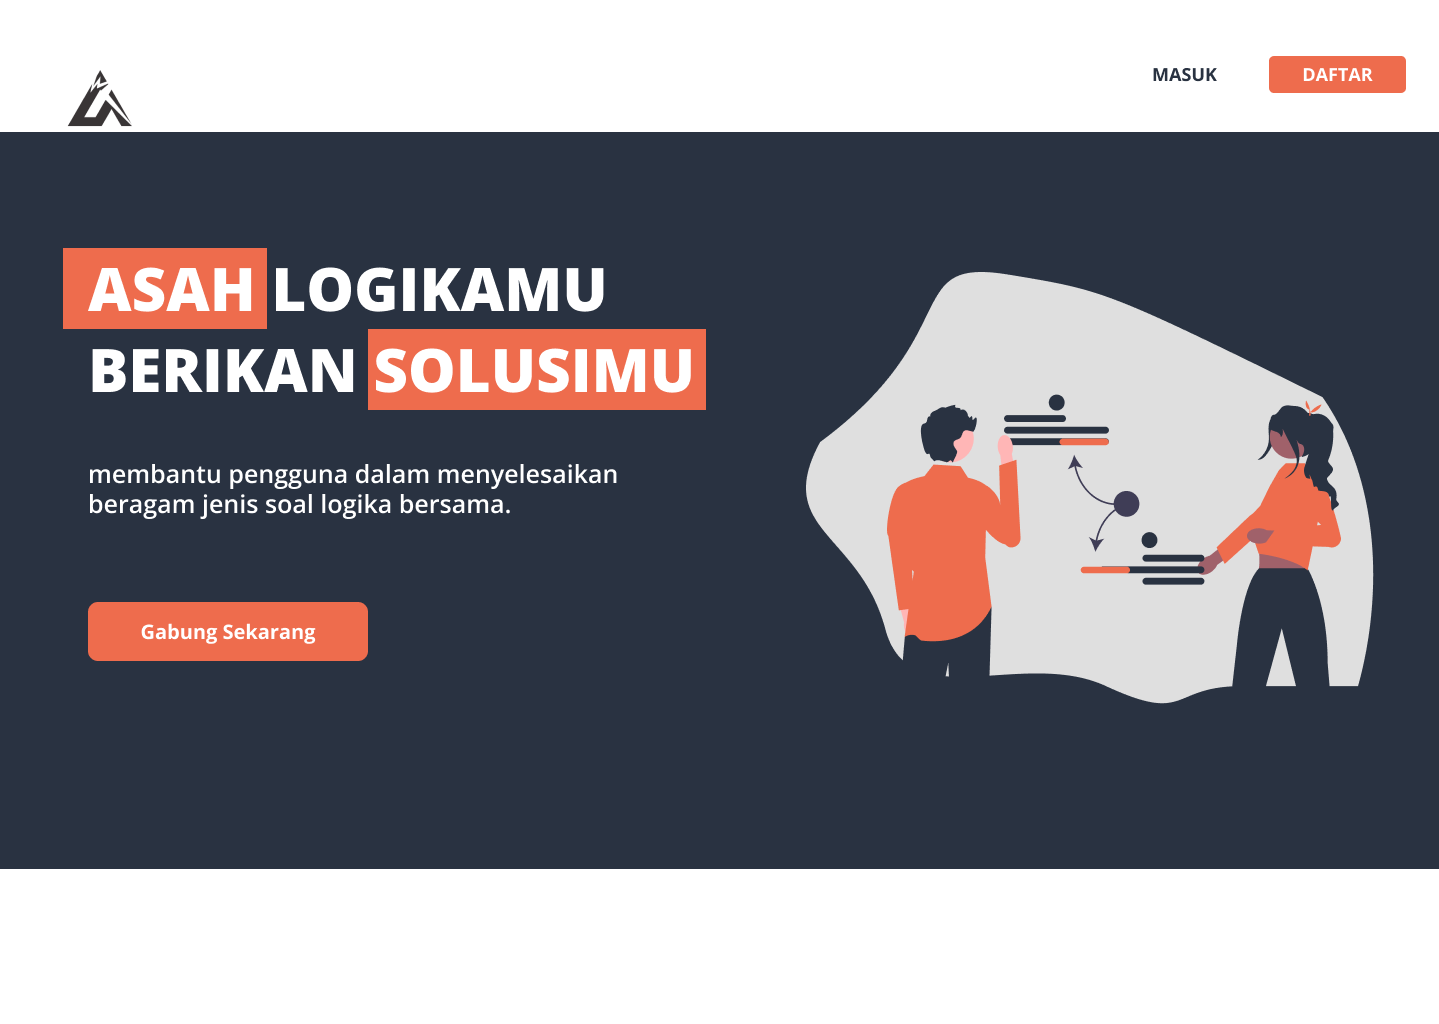 MASUK
DAFTAR
ASAH LOGIKAMU
BERIKAN SOLUSIMU
membantu pengguna dalam menyelesaikan
beragam jenis soal logika bersama.
Gabung Sekarang